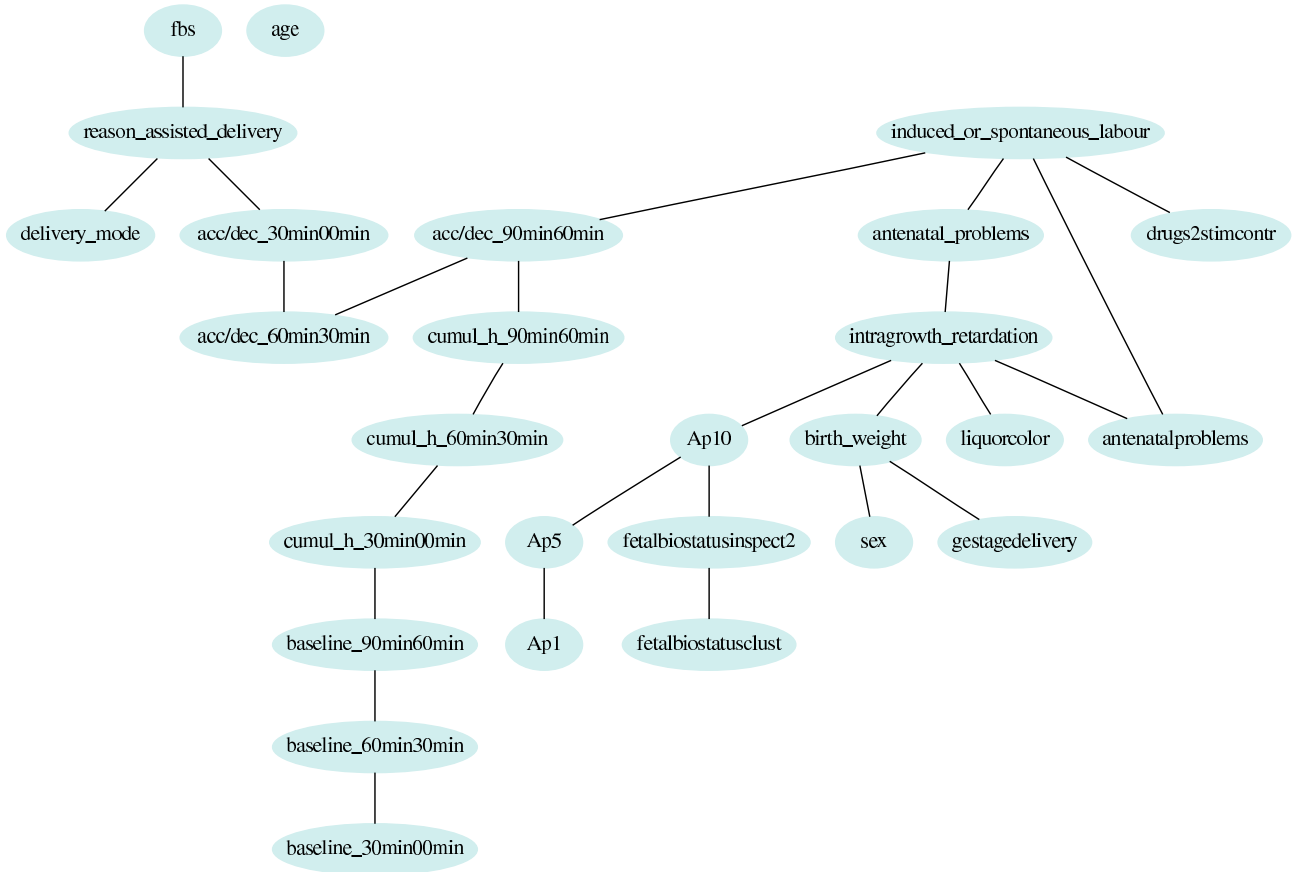 fbs
age
reason_assisted_delivery
induced_or_spontaneous_labour
delivery_mode
acc/dec_30min00min
acc/dec_90min60min
antenatal_problems
drugs2stimcontr
acc/dec_60min30min
cumul_h_90min60min
intragrowth_retardation
cumul_h_60min30min
Ap10
birth_weight
liquorcolor
antenatalproblems
cumul_h_30min00min
Ap5
fetalbiostatusinspect2
sex
gestagedelivery
baseline_90min60min
Ap1
fetalbiostatusclust
baseline_60min30min
baseline_30min00min